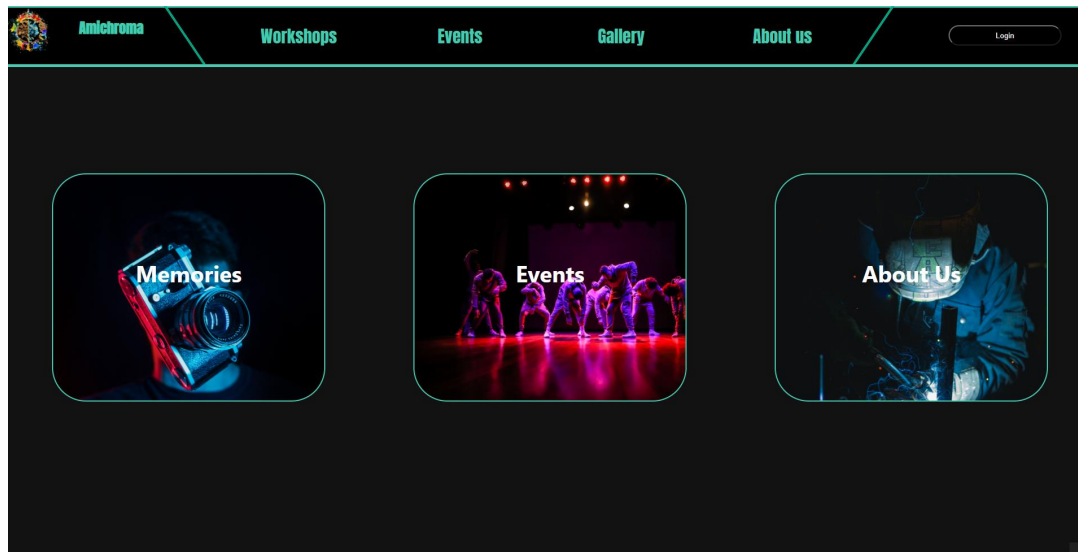 Amichroma
Workshops
Events
Gallery
About us
Login
Memories
Events
About Us